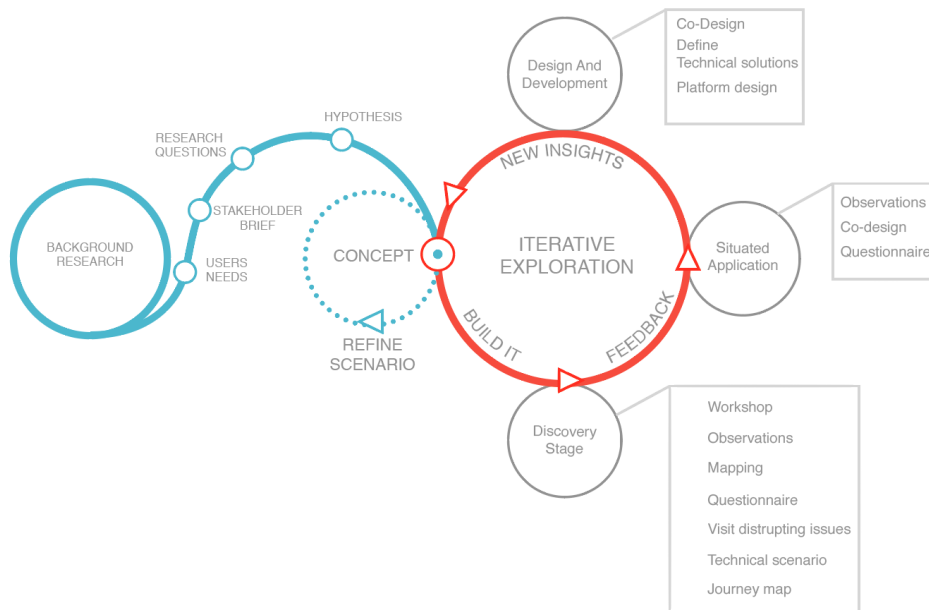 BACKGROUND
RESEARCH
USERS
NEEDS
STAKEHOLDER
BRIEF
RESEARCH
QUESTIONS
HYPOTHESIS
CONCEPT
REFINE
SCENARIO
ITERATIVE
EXPLORATION
BUILD IT
FEEDBACK
NEW INSIGHTS
Design And
Development
Co-Design
Define
Technical solutions
Platform design
Situated
Application
Observations
Co-design
Questionnaire
Discovery
Stage
Workshop
Observations
Mapping
Questionnaire
Visit distrupting issues
Technical scenario
Journey map